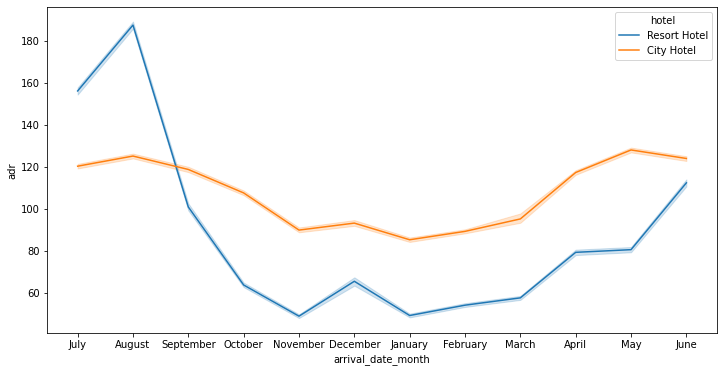 hotel
Resort Hotel
City Hotel
adr
180
160
140
120
100
80
60
July August September October November December January February March April May June
arrival_date_month